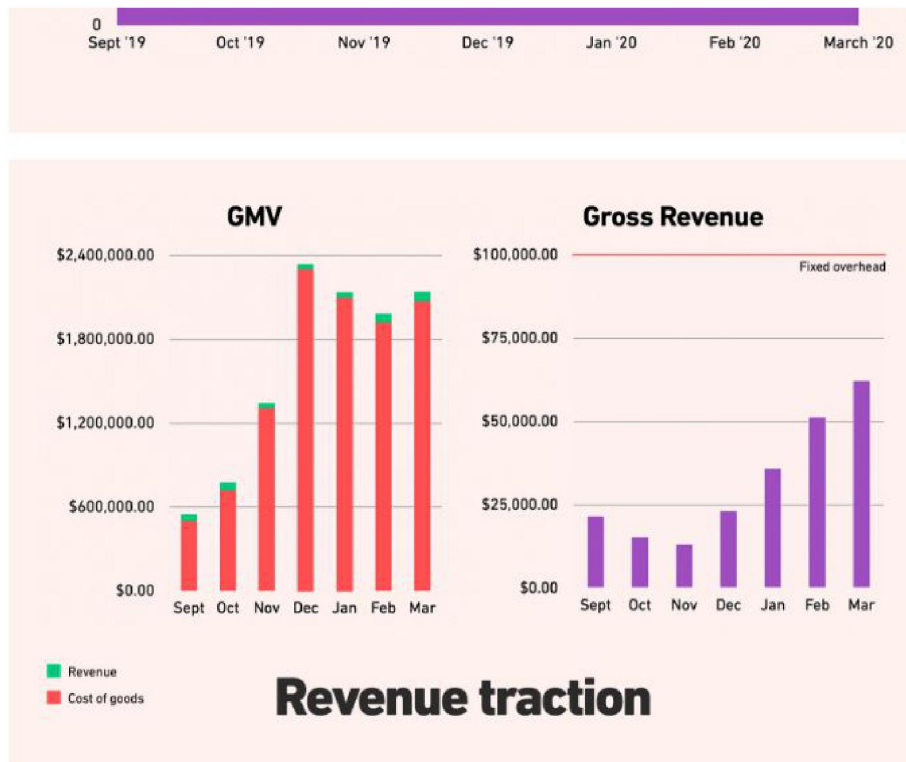 0
Sept '19 Oct '19 Nov '19 Dec '19 Jan '20 Feb '20 March '20
GMV
$2,400,000.00
$1,800,000.00
$1,200,000.00
$600,000.00
$0.00
Sept Oct Nov Dec Jan Feb Mar
Gross Revenue
$100,000.00
Fixed overhead
$75,000.00
$50,000.00
$25,000.00
$0.00
Sept Oct Nov Dec Jan Feb Mar
Revenue
Cost of goods
Revenue traction